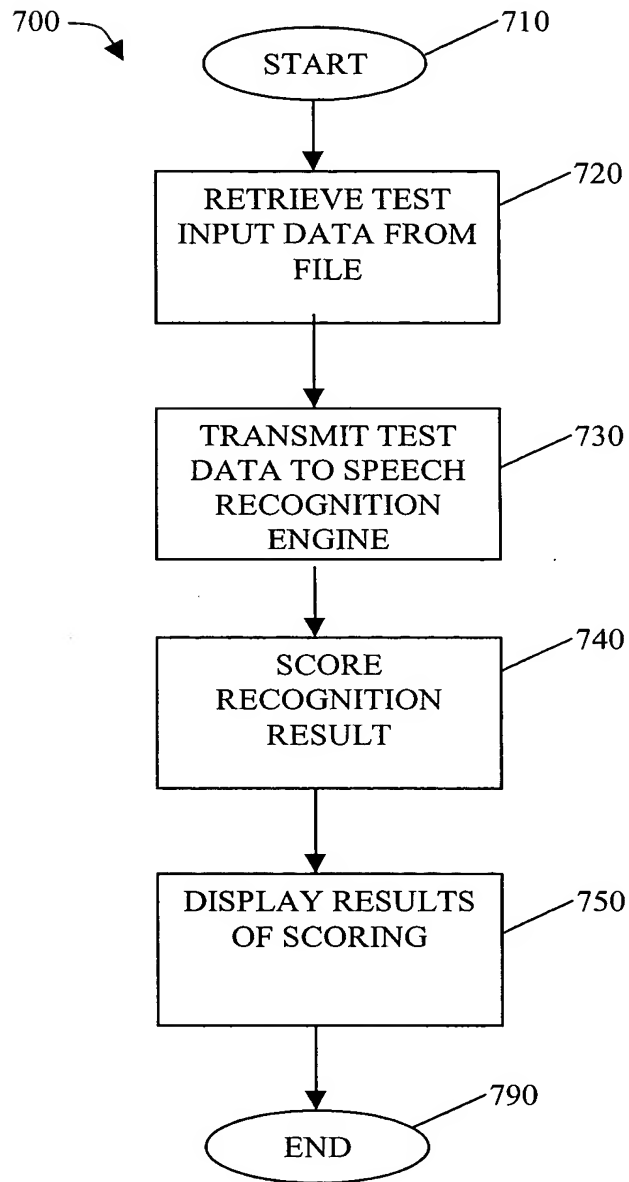 700
710
START
720
RETRIEVE TEST
INPUT DATA FROM
FILE
730
TRANSMIT TEST
DATA TO SPEECH
RECOGNITION
ENGINE
740
SCORE
RECOGNITION
RESULT
750
DISPLAY RESULTS
OF SCORING
790
END